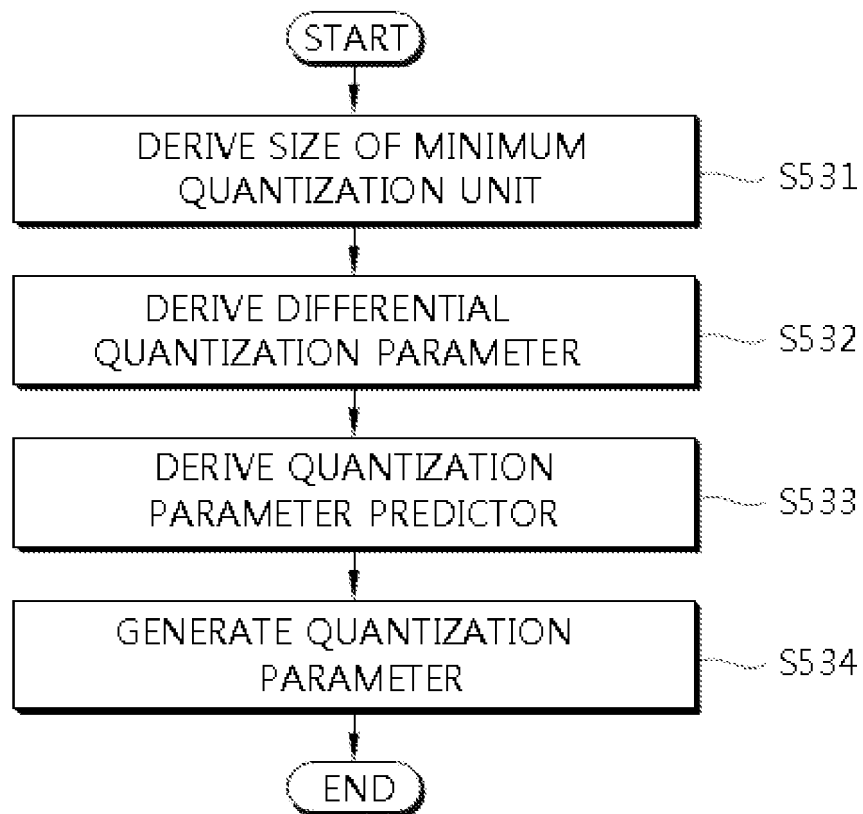 START
DERIVE SIZE OF MINIMUM
QUANTIZATION UNIT
S531
DERIVE DIFFERENTIAL
QUANTIZATION PARAMETER
S532
DERIVE QUANTIZATION
PARAMETER PREDICTOR
S533
GENERATE QUANTIZATION
PARAMETER
S534
END